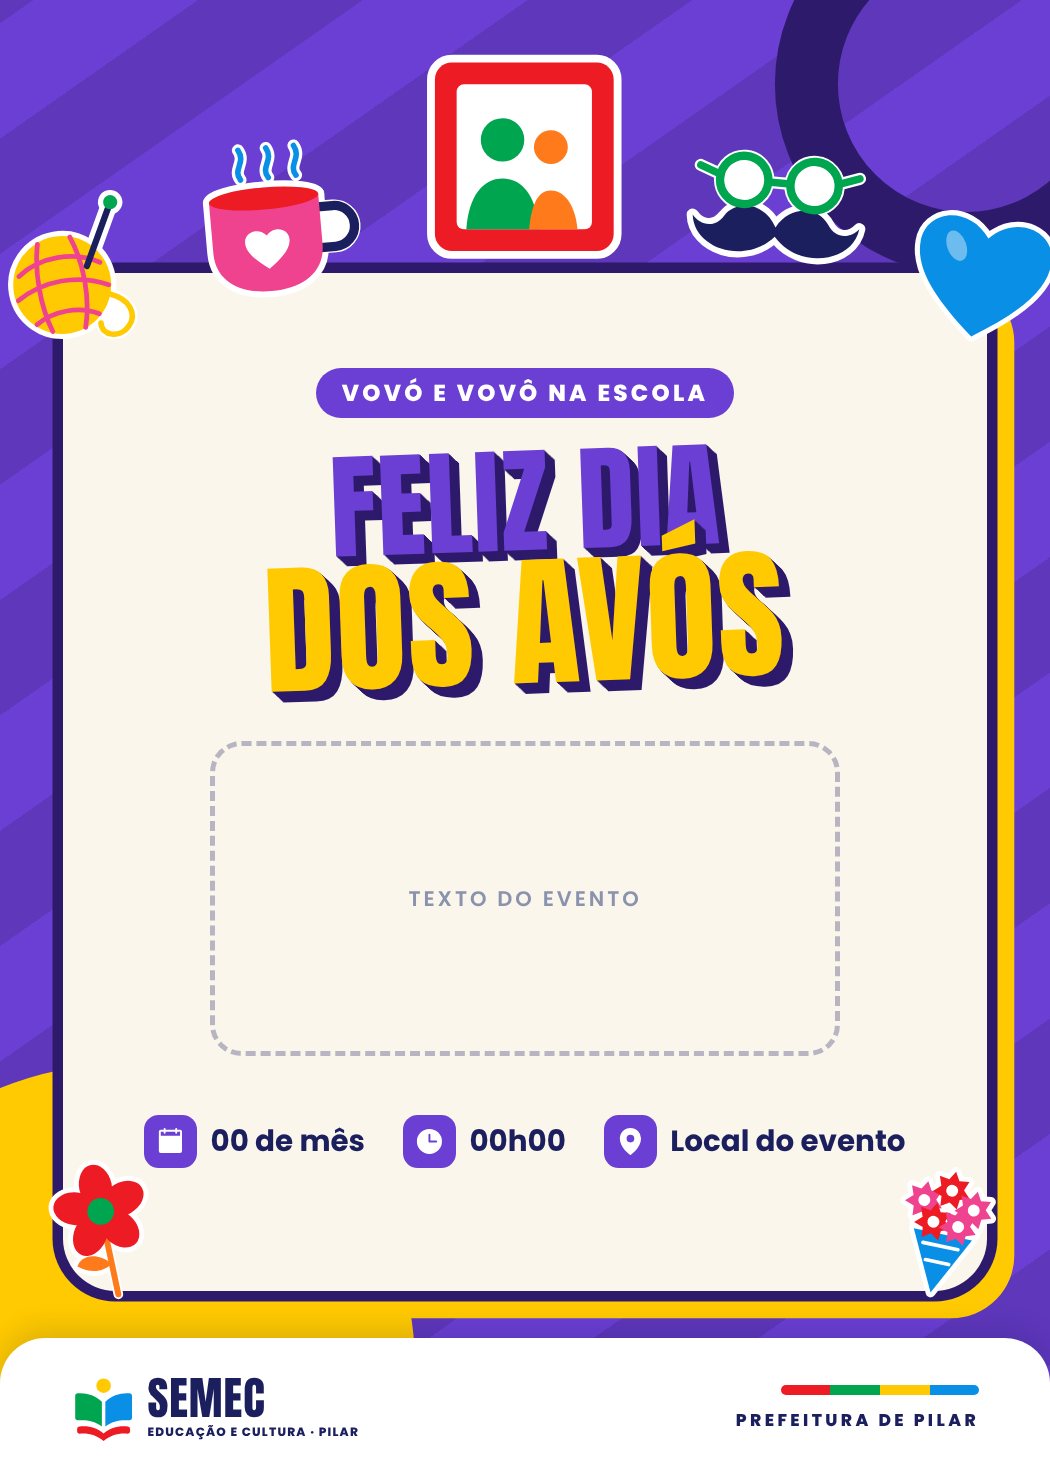 VOVÓ E VOVÔ NA ESCOLA
FELIZ DIA
DOS AVÓS
TEXTO DO EVENTO
00 de mês
00h00
Local do evento
SEMEC
EDUCAÇÃO E CULTURA · PILAR
PREFEITURA DE PILAR